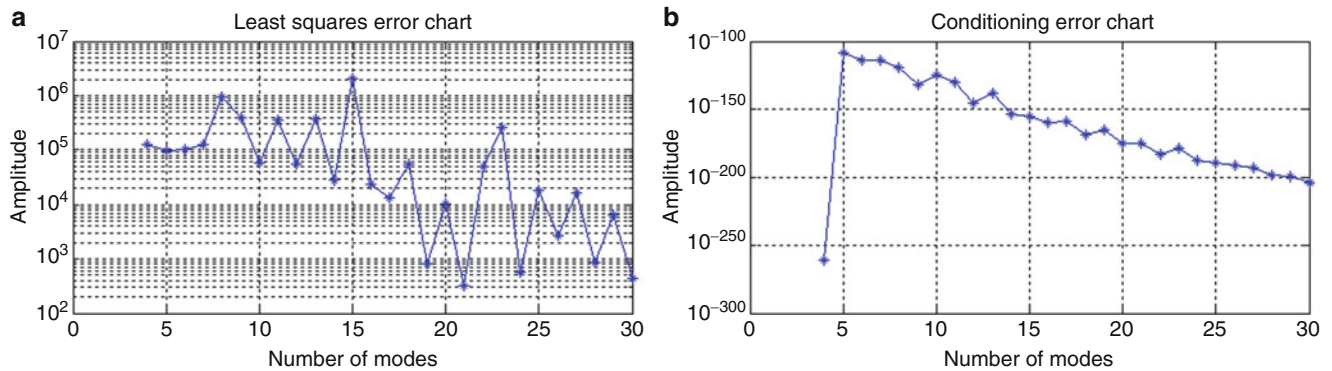 a
Least squares error chart
Amplitude
10^7
10^6
10^5
10^4
10^3
10^2
0 5 10 15 20 25 30
Number of modes
b
Conditioning error chart
Amplitude
10^−100
10^−150
10^−200
10^−250
10^−300
0 5 10 15 20 25 30
Number of modes